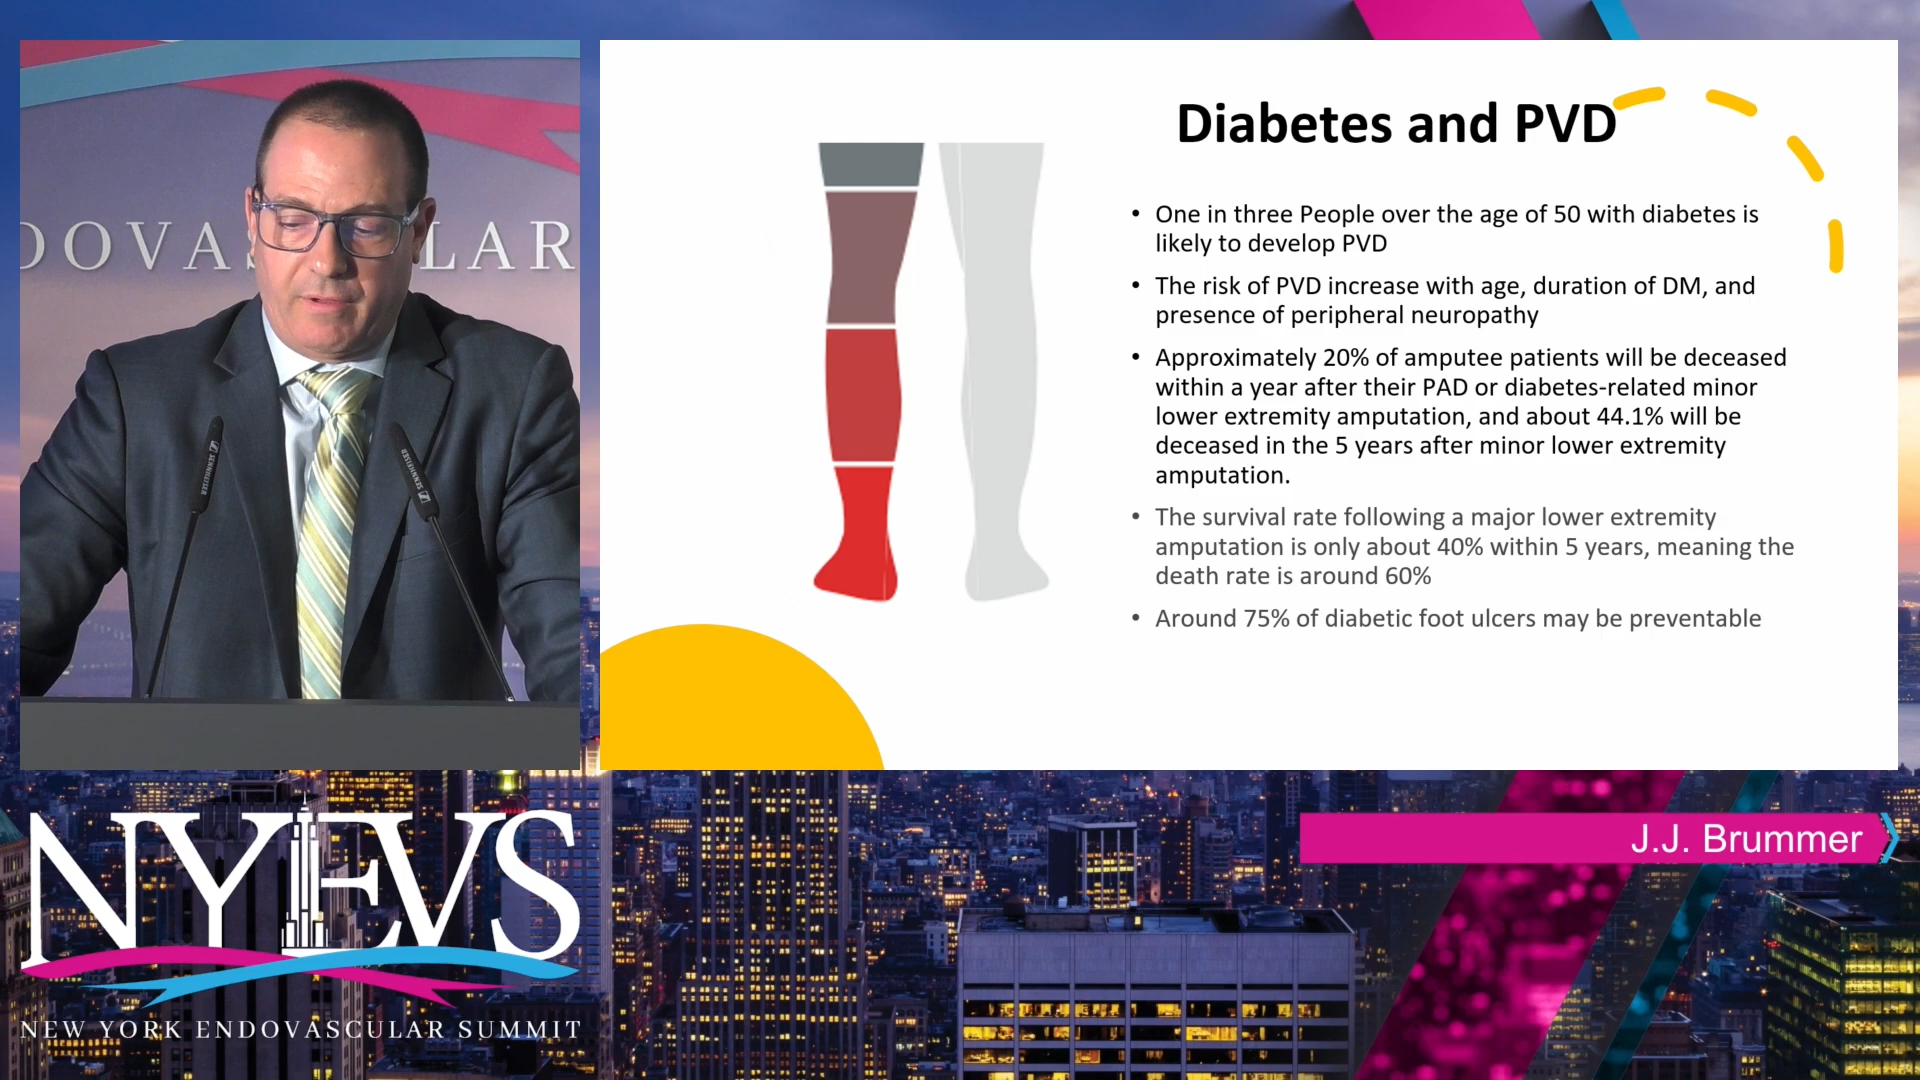 DOVAS
LAR
SENNHEISER
SENNHEISER
Diabetes and PVD
• One in three People over the age of 50 with diabetes is
likely to develop PVD
• The risk of PVD increase with age, duration of DM, and
presence of peripheral neuropathy
• Approximately 20% of amputee patients will be deceased
within a year after their PAD or diabetes-related minor
lower extremity amputation, and about 44.1% will be
deceased in the 5 years after minor lower extremity
amputation.
• The survival rate following a major lower extremity
amputation is only about 40% within 5 years, meaning the
death rate is around 60%
• Around 75% of diabetic foot ulcers may be preventable
J.J. Brummer
NYEVS
NEW YORK ENDOVASCULAR SUMMIT